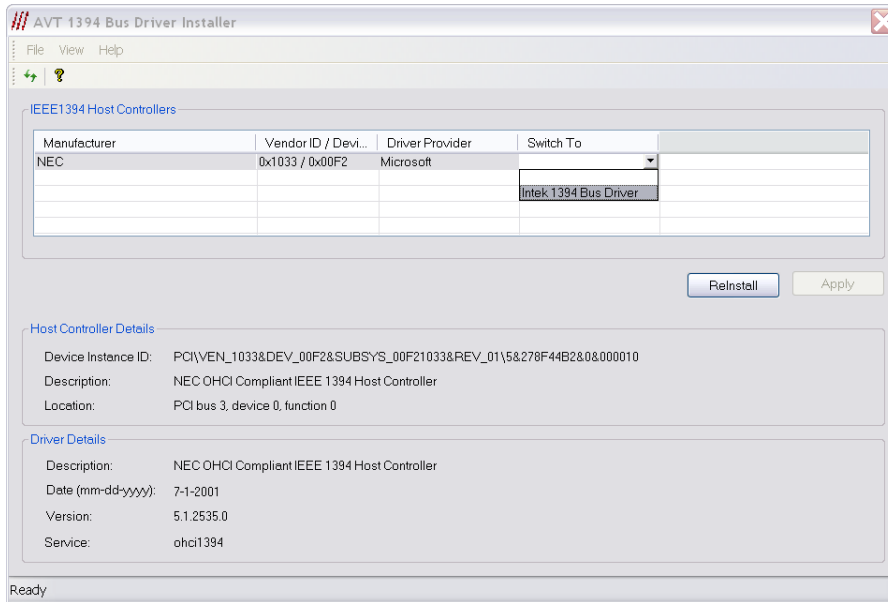 AVT 1394 Bus Driver Installer
File View Help
IEEE1394 Host Controllers
Manufacturer Vendor ID / Devi... Driver Provider Switch To
NEC 0x1033 / 0x00F2 Microsoft
Intek 1394 Bus Driver
ReInstall Apply
Host Controller Details
Device Instance ID: PCI\VEN_1033&DEV_00F2&SUBSYS_00F21033&REV_01\5&278F44B2&0&000010
Description: NEC OHCI Compliant IEEE 1394 Host Controller
Location: PCI bus 3, device 0, function 0
Driver Details
Description: NEC OHCI Compliant IEEE 1394 Host Controller
Date (mm-dd-yyyy): 7-1-2001
Version: 5.1.2535.0
Service: ohci1394
Ready